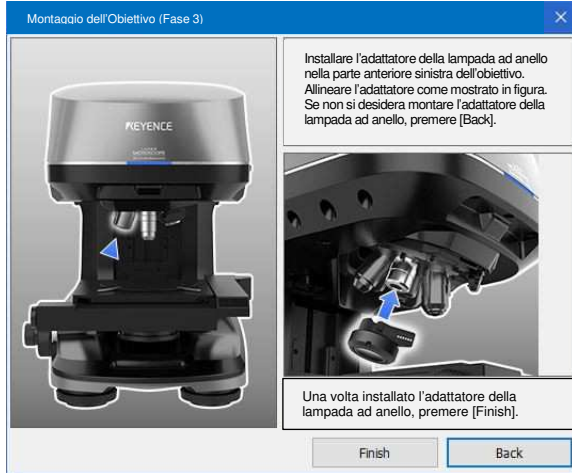 Montaggio dell'Obiettivo (Fase 3)
Installare l'adattatore della lampada ad anello
nella parte anteriore sinistra dell'obiettivo.
Allineare l'adattatore come mostrato in figura.
Se non si desidera montare l'adattatore della
lampada ad anello, premere [Back].
KEYENCE
LASER
MICROSCOPE
Una volta installato l'adattatore della
lampada ad anello, premere [Finish].
Finish
Back